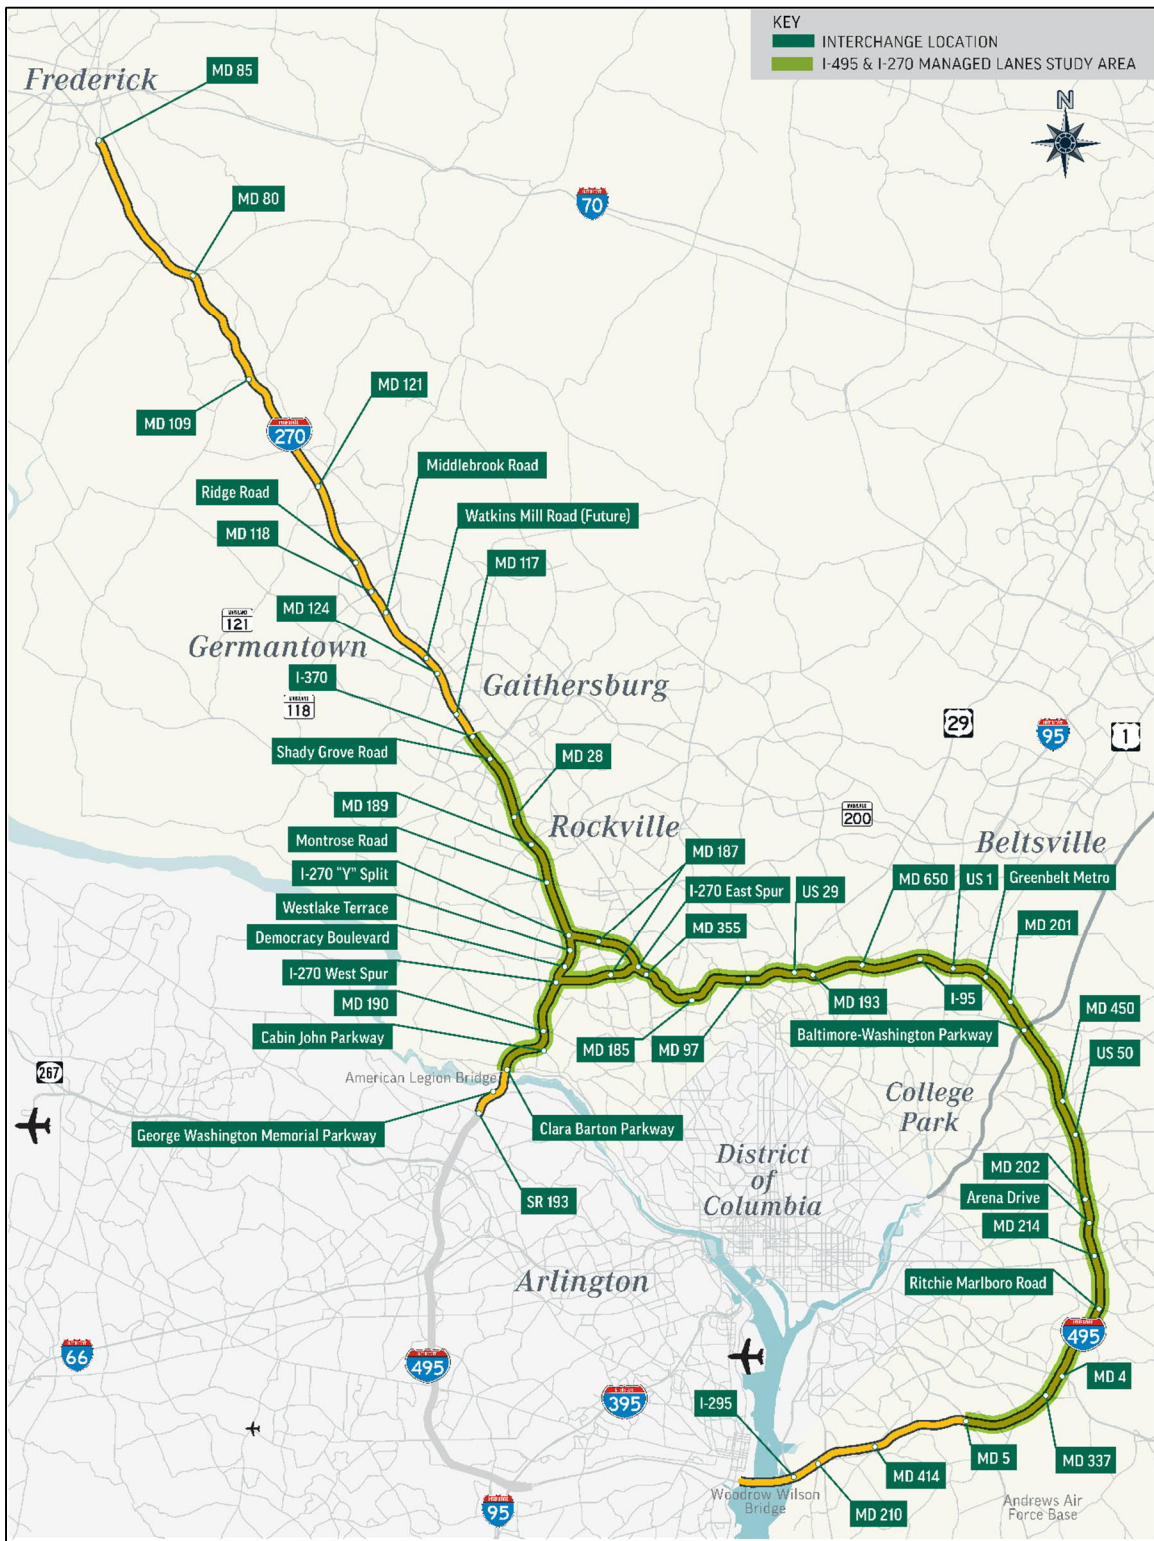 KEY
INTERCHANGE LOCATION
I-495 & I-270 MANAGED LANES STUDY AREA
N
Frederick
MD 85
MD 80
70
MD 121
MD 109
270
Middlebrook Road
Ridge Road
Watkins Mill Road (Future)
MD 118
MD 117
MD 124
121
Germantown
I-370
Gaithersburg
118
29
95
1
Shady Grove Road
MD 28
MD 189
200
Rockville
Montrose Road
Beltsville
MD 187
I-270 "Y" Split
I-270 East Spur
US 29
MD 650
US 1
Greenbelt Metro
Westlake Terrace
MD 355
MD 201
Democracy Boulevard
I-270 West Spur
MD 190
MD 193
I-95
MD 450
Cabin John Parkway
MD 185
MD 97
Baltimore-Washington Parkway
US 50
267
American Legion Bridge
College
Park
George Washington Memorial Parkway
Clara Barton Parkway
District
of
Columbia
MD 202
Arena Drive
SR 193
MD 214
Arlington
Ritchie Marlboro Road
66
495
495
395
MD 4
I-295
MD 5
MD 337
MD 414
Woodrow Wilson
Bridge
MD 210
Andrews Air
Force Base
95